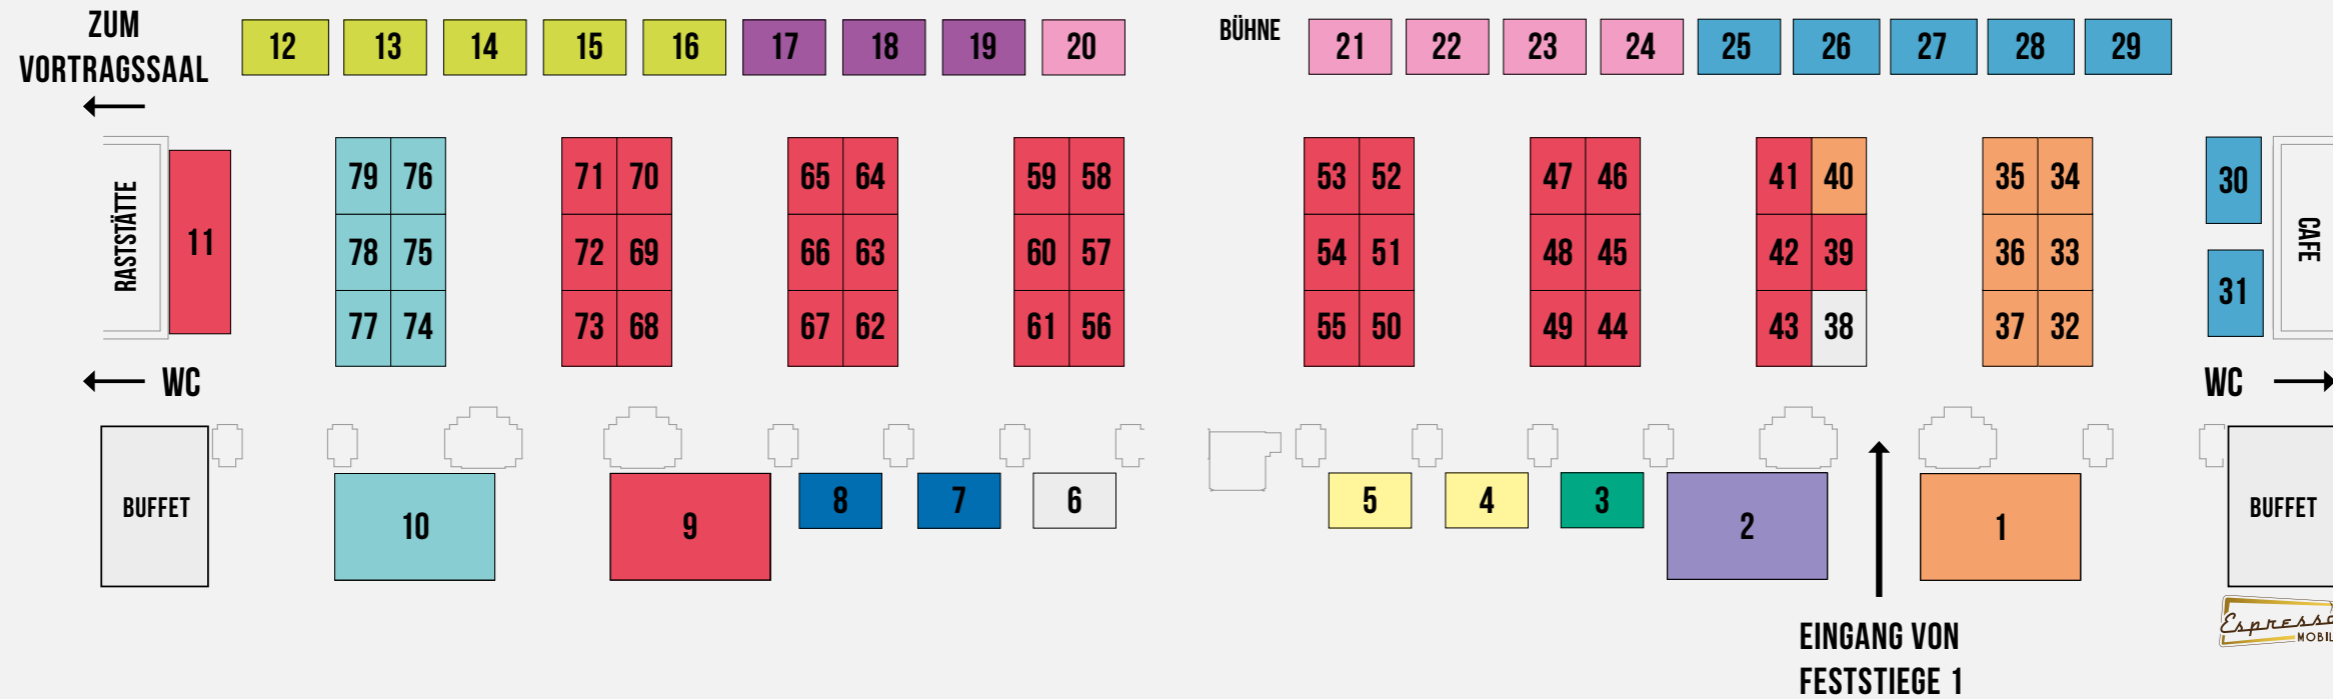 ZUM
VORTRAGSSAAL
12 13 14 15 16 17 18 19 20
BÜHNE
21 22 23 24 25 26 27 28 29
RASTSTÄTTE
11
79 76 71 70 65 64 59 58 53 52 47 46 41 40 35 34
78 75 72 69 66 63 60 57 54 51 48 45 42 39 36 33
77 74 73 68 67 62 61 56 55 50 49 44 43 38 37 32
30
31
CAFE
WC
WC
BUFFET
10 9 8 7 6 5 4 3 2 1
BUFFET
EINGANG VON
FESTSTIEGE 1
Espresso
MOBIL